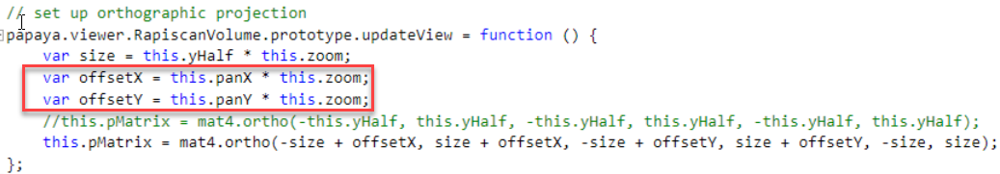 // set up orthographic projection
papaya.viewer.RapiscanVolume.prototype.updateView = function () {
var size = this.yHalf * this.zoom;
var offsetX = this.panX * this.zoom;
var offsetY = this.panY * this.zoom;
//this.pMatrix = mat4.ortho(-this.yHalf, this.yHalf, -this.yHalf, this.yHalf, -this.yHalf, this.yHalf);
this.pMatrix = mat4.ortho(-size + offsetX, size + offsetX, -size + offsetY, size + offsetY, -size, size);
};